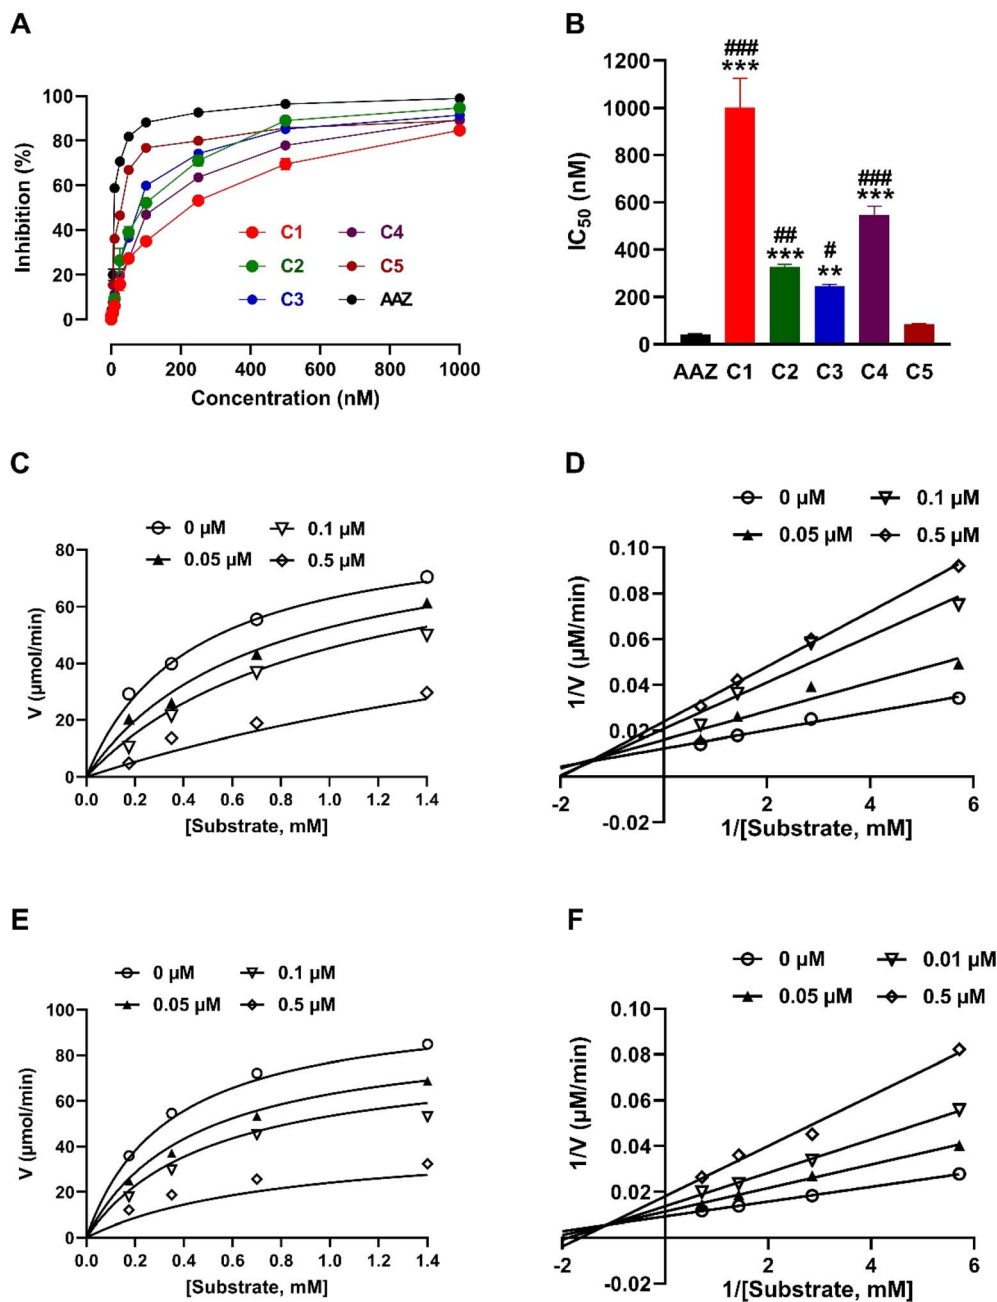 A
Inhibition (%)
100
80
60
40
20
0
C1
C2
C3
C4
C5
AAZ
0
200
400
600
800
1000
Concentration (nM)
B
IC50 (nM)
1200
1000
800
600
400
200
0
###
***
##
***
#
**
###
***
AAZ
C1
C2
C3
C4
C5
C
0 µM
0.05 µM
0.1 µM
0.5 µM
V (µmol/min)
80
60
40
20
0
0.0
0.2
0.4
0.6
0.8
1.0
1.2
1.4
[Substrate, mM]
D
0 µM
0.05 µM
0.1 µM
0.5 µM
1/V (µM/min)
0.10
0.08
0.06
0.04
0.02
-0.02
-2
2
4
6
1/[Substrate, mM]
E
0 µM
0.05 µM
0.1 µM
0.5 µM
V (µmol/min)
100
80
60
40
20
0
0.0
0.2
0.4
0.6
0.8
1.0
1.2
1.4
[Substrate, mM]
F
0 µM
0.05 µM
0.01 µM
0.5 µM
1/V (µM/min)
0.10
0.08
0.06
0.04
0.02
-0.02
-2
2
4
6
1/[Substrate, mM]